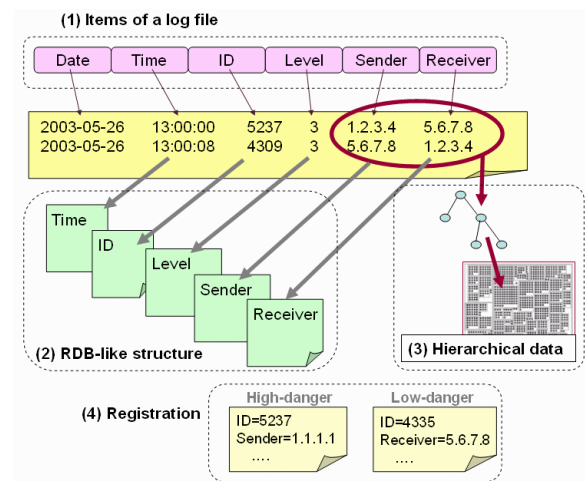 (1) Items of a log file
Date Time ID Level Sender Receiver
2003-05-26 13:00:00 5237 3 1.2.3.4 5.6.7.8
2003-05-26 13:00:08 4309 3 5.6.7.8 1.2.3.4
Time
ID
Level
Sender
Receiver
(2) RDB-like structure
(3) Hierarchical data
(4) Registration
High-danger
ID=5237
Sender=1.1.1.1
....
Low-danger
ID=4335
Receiver=5.6.7.8
....